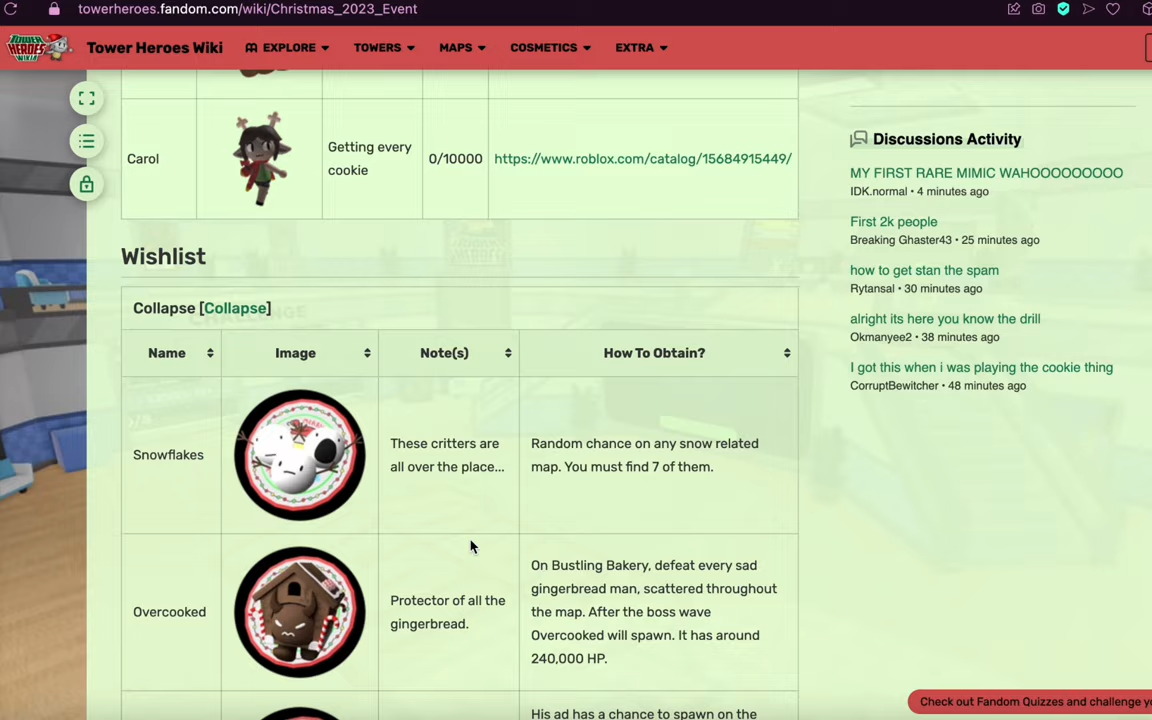 towerheroes.fandom.com/wiki/Christmas_2023_Event
TOWER HEROES WIKI
Tower Heroes Wiki
EXPLORE
TOWERS
MAPS
COSMETICS
EXTRA
Carol
Getting every
cookie
0/10000
https://www.roblox.com/catalog/15684915449/
Wishlist
Collapse [Collapse]
CHALLENGE
Name
Image
Note(s)
How To Obtain?
Snowflakes
These critters are
all over the place...
Random chance on any snow related
map. You must find 7 of them.
Overcooked
Protector of all the
gingerbread.
On Bustling Bakery, defeat every sad
gingerbread man, scattered throughout
the map. After the boss wave
Overcooked will spawn. It has around
240,000 HP.
His ad has a chance to spawn on the
Discussions Activity
MY FIRST RARE MIMIC WAHOOOOOOOOO
IDK.normal • 4 minutes ago
First 2k people
Breaking Ghaster43 • 25 minutes ago
how to get stan the spam
Rytansal • 30 minutes ago
alright its here you know the drill
Okmanyee2 • 38 minutes ago
I got this when i was playing the cookie thing
CorruptBewitcher • 48 minutes ago
Check out Fandom Quizzes and challenge yo